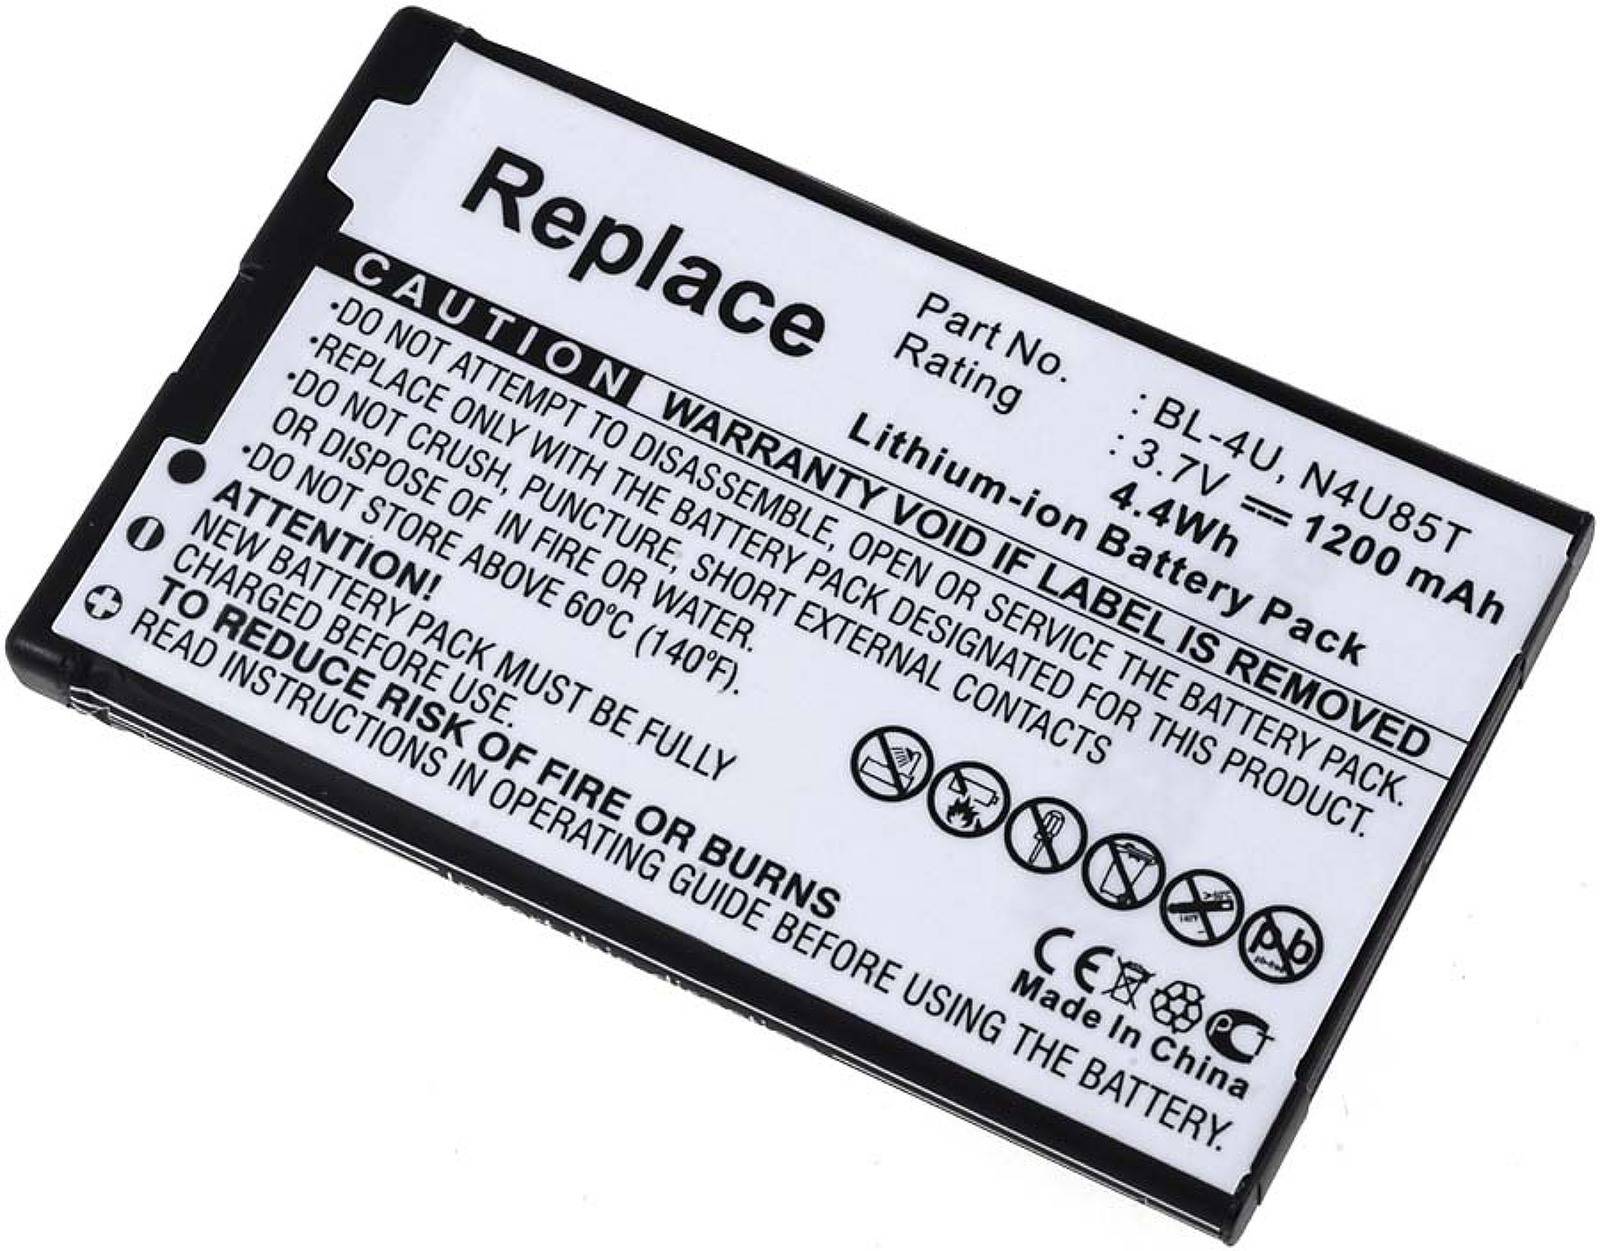 Replace
Part No. : BL-4U, N4U85T
Rating : 3.7V ⎓ 1200 mAh
4.4Wh
Lithium-ion Battery Pack
CAUTION WARRANTY VOID IF LABEL IS REMOVED
•DO NOT ATTEMPT TO DISASSEMBLE, OPEN OR SERVICE THE BATTERY PACK.
•REPLACE ONLY WITH THE BATTERY PACK DESIGNATED FOR THIS PRODUCT.
•DO NOT CRUSH, PUNCTURE, SHORT EXTERNAL CONTACTS
OR DISPOSE OF IN FIRE OR WATER.
•DO NOT STORE ABOVE 60°C (140°F).
ATTENTION!
NEW BATTERY PACK MUST BE FULLY
CHARGED BEFORE USE.
TO REDUCE RISK OF FIRE OR BURNS
READ INSTRUCTIONS IN OPERATING GUIDE BEFORE USING THE BATTERY.
Pb
CE
PCT
Made In China